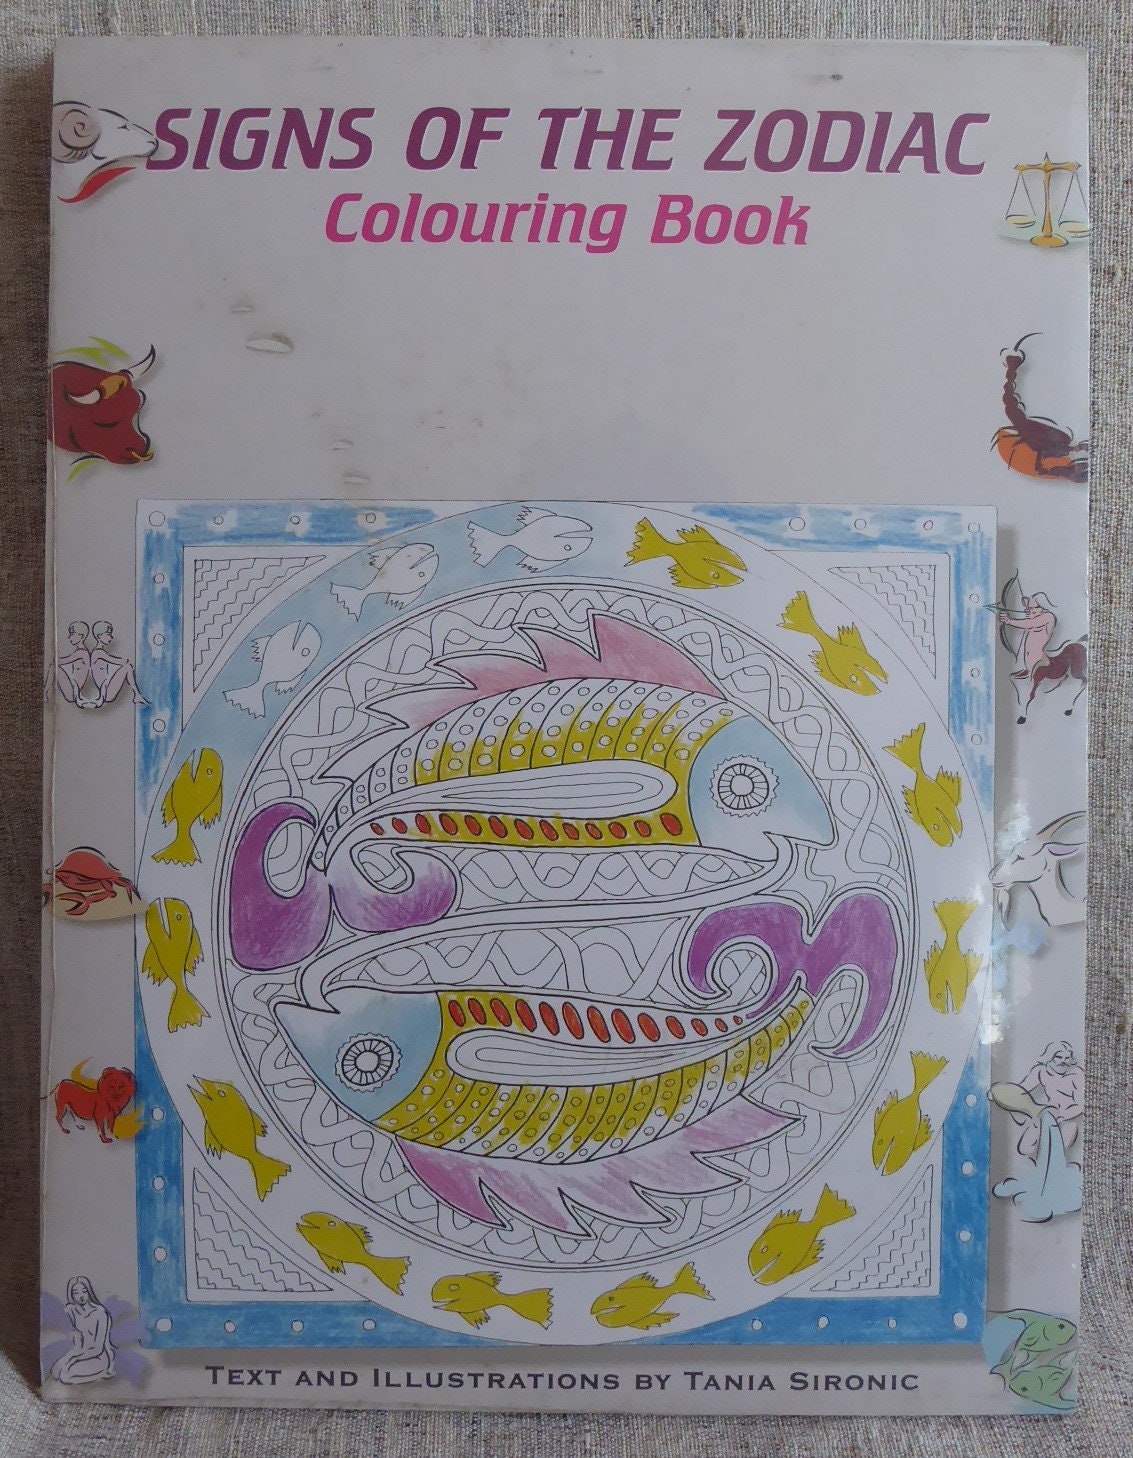 SIGNS OF THE ZODIAC
Colouring Book
TEXT AND ILLUSTRATIONS BY TANIA SIRONIC